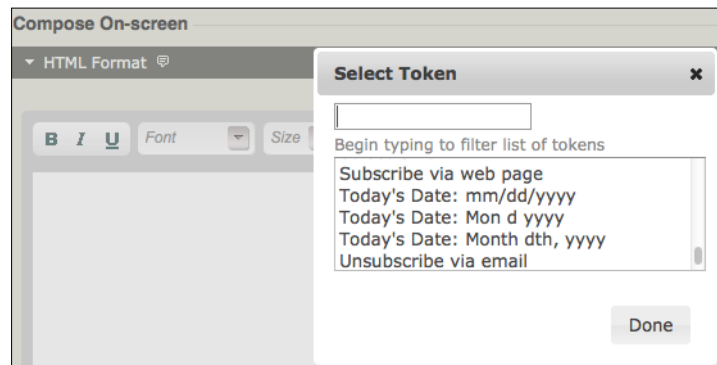 Compose On-screen
HTML Format
B I U Font Size
Select Token
Begin typing to filter list of tokens
Subscribe via web page
Today's Date: mm/dd/yyyy
Today's Date: Mon d yyyy
Today's Date: Month dth, yyyy
Unsubscribe via email
Done